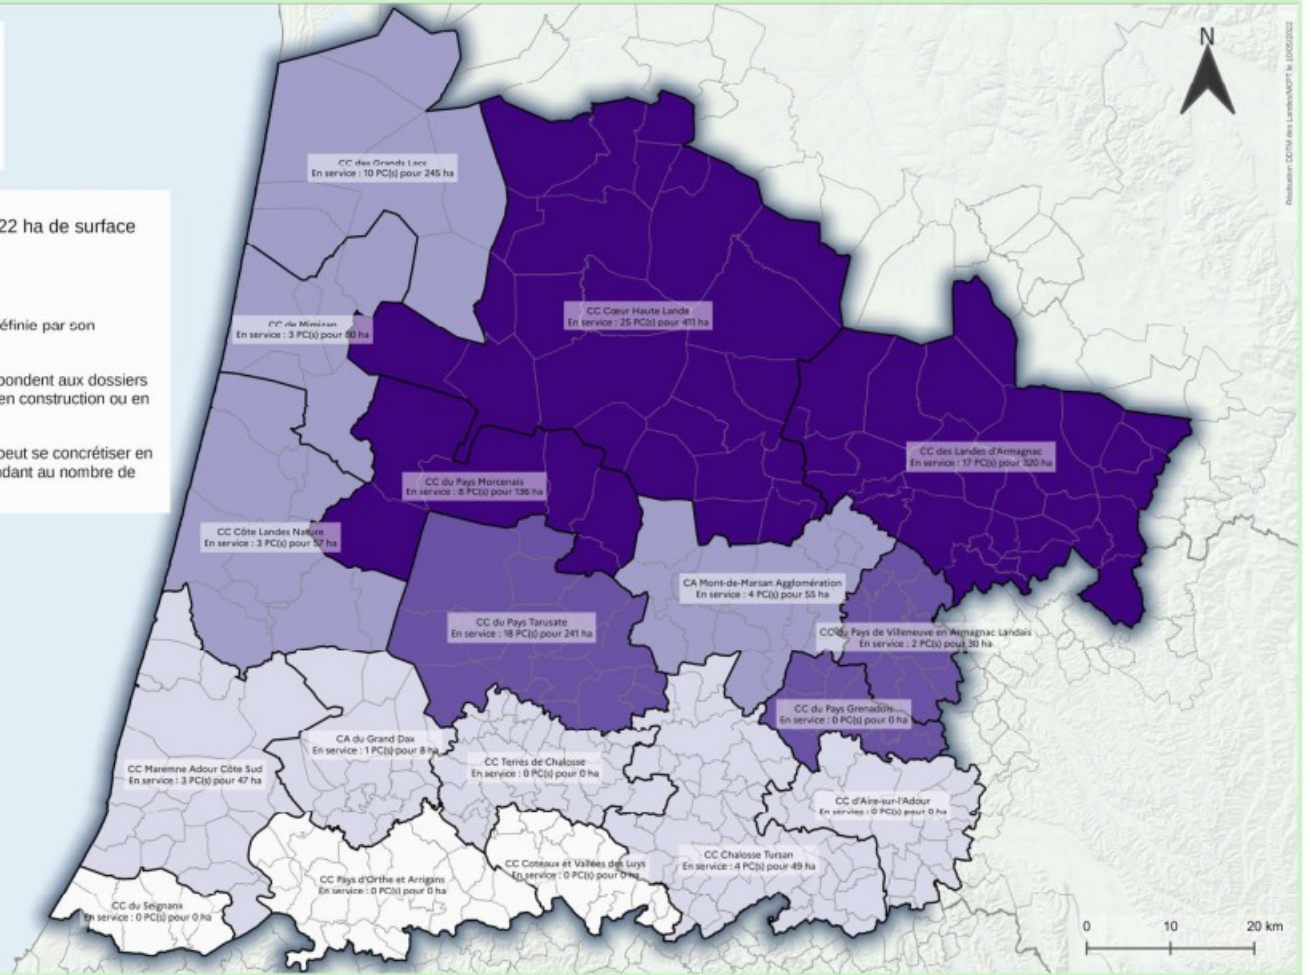 N
Réalisation DDTM des Landes/MCPT le 10/05/2022
22 ha de surface
éfinie par son
pondent aux dossiers
en construction ou en
peut se concrétiser en
ndant au nombre de
CC des Grands Lacs
En service : 10 PC(s) pour 245 ha
CC Cœur Haute Lande
En service : 25 PC(s) pour 411 ha
CC de Mimizan
En service : 3 PC(s) pour 80 ha
CC des Landes d'Armagnac
En service : 17 PC(s) pour 320 ha
CC du Pays Morcenais
En service : 8 PC(s) pour 136 ha
CC Côte Landes Nature
En service : 3 PC(s) pour 57 ha
CA Mont-de-Marsan Agglomération
En service : 4 PC(s) pour 55 ha
CC du Pays Tarusate
En service : 18 PC(s) pour 241 ha
CC du Pays de Villeneuve en Armagnac Landais
En service : 2 PC(s) pour 30 ha
CC du Pays Grenadois
En service : 0 PC(s) pour 0 ha
CA du Grand Dax
En service : 1 PC(s) pour 8 ha
CC Maremne Adour Côte Sud
En service : 3 PC(s) pour 47 ha
CC Terres de Chalosse
En service : 0 PC(s) pour 0 ha
CC d'Aire-sur-l'Adour
En service : 0 PC(s) pour 0 ha
CC Chalosse Tursan
En service : 4 PC(s) pour 49 ha
CC Coteaux et Vallées des Luys
En service : 0 PC(s) pour 0 ha
CC Pays d'Orthe et Arrigans
En service : 0 PC(s) pour 0 ha
CC du Seignanx
En service : 0 PC(s) pour 0 ha
0 10 20 km